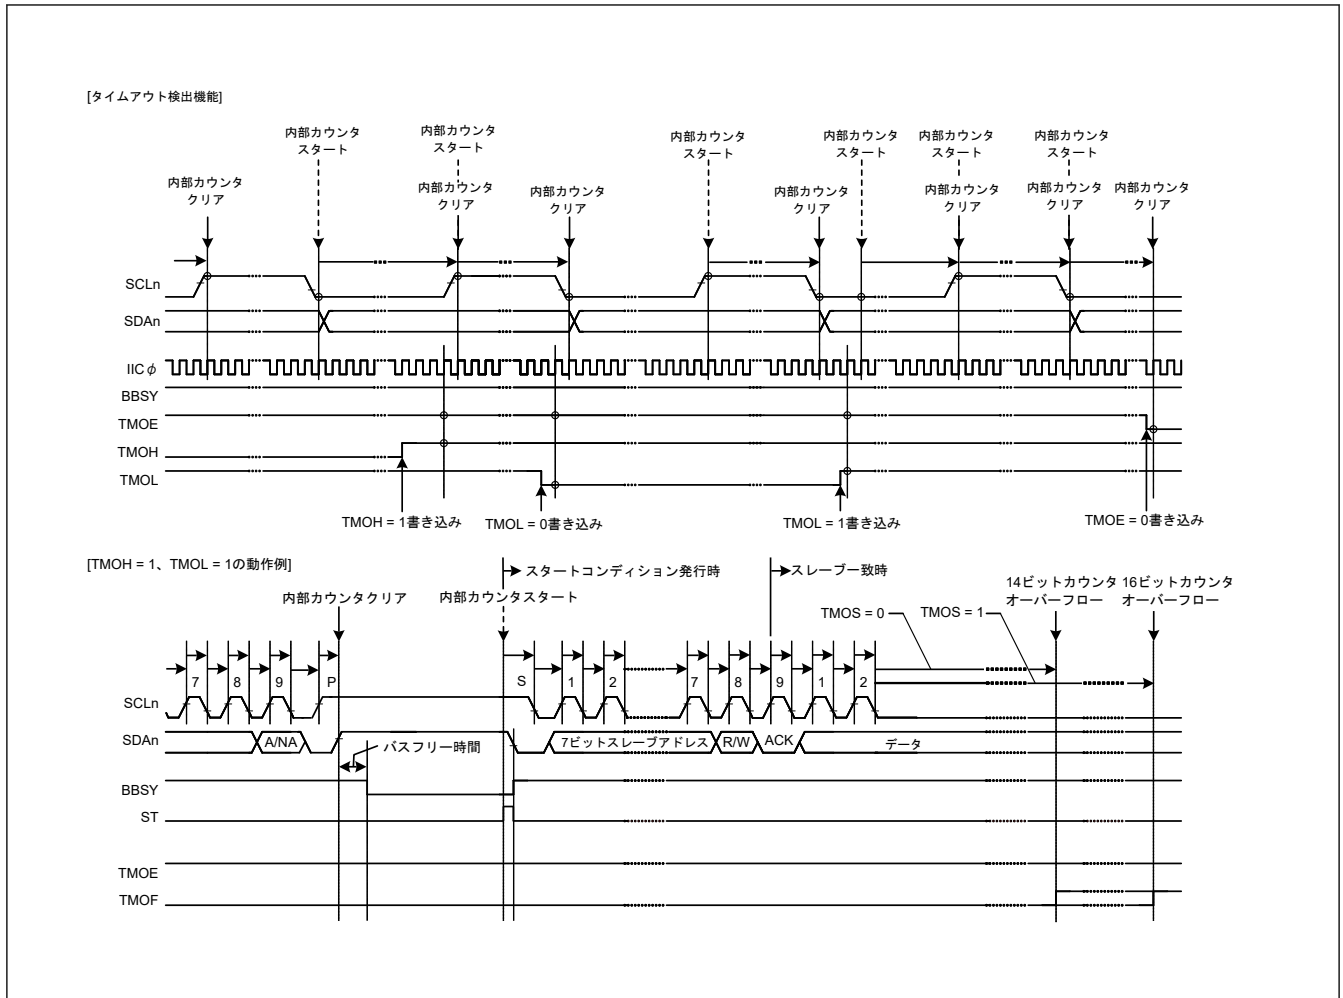 [タイムアウト検出機能]
内部カウンタ
スタート
内部カウンタ
スタート
内部カウンタ
スタート
内部カウンタ
スタート
内部カウンタ
スタート
内部カウンタ
スタート
内部カウンタ
クリア
内部カウンタ
クリア
内部カウンタ
クリア
内部カウンタ
クリア
内部カウンタ
クリア
内部カウンタ
クリア
内部カウンタ
クリア
SCLn
SDAn
IICφ
BBSY
TMOE
TMOH
TMOL
TMOH = 1書き込み
TMOL = 0書き込み
TMOL = 1書き込み
TMOE = 0書き込み
[TMOH = 1、TMOL = 1の動作例]
スタートコンディション発行時
スレーブ一致時
内部カウンタクリア
内部カウンタスタート
14ビットカウンタ
オーバーフロー
16ビットカウンタ
オーバーフロー
TMOS = 0
TMOS = 1
7 8 9 P S 1 2 7 8 9 1 2
SCLn
SDAn
A/NA
バスフリー時間
7ビットスレーブアドレス
R/W
ACK
データ
BBSY
ST
TMOE
TMOF